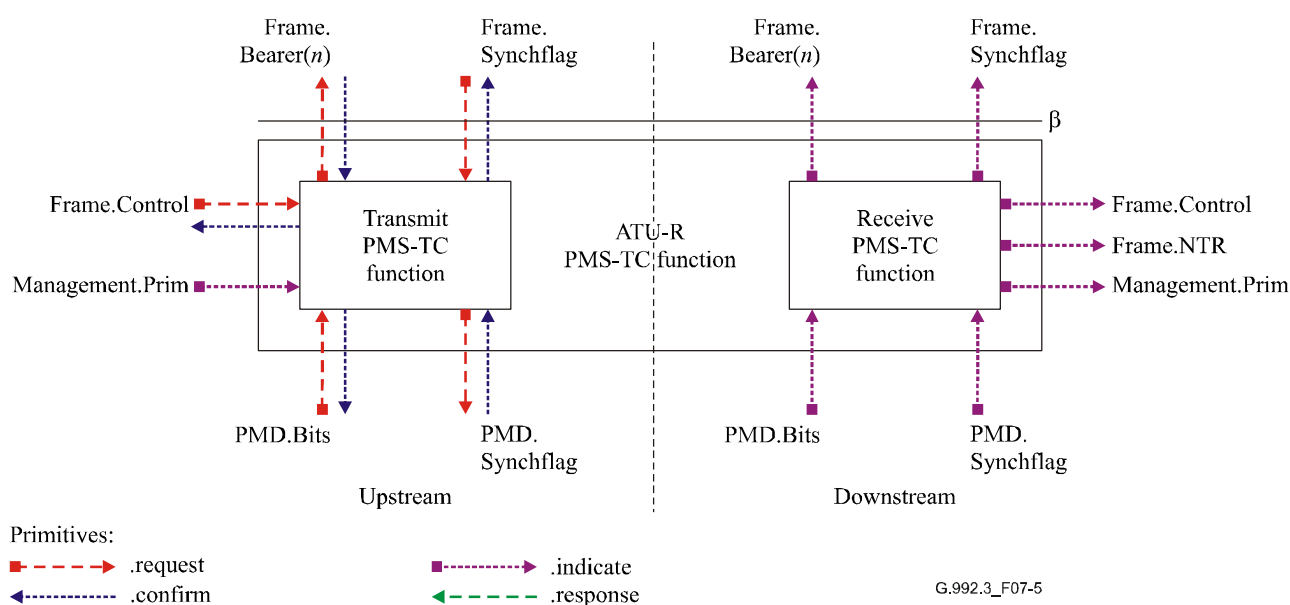 Frame.
Bearer(n)
Frame.
Synchflag
Frame.
Bearer(n)
Frame.
Synchflag
β
Frame.Control
Management.Prim
Transmit
PMS-TC
function
ATU-R
PMS-TC function
Receive
PMS-TC
function
Frame.Control
Frame.NTR
Management.Prim
PMD.Bits
PMD.
Synchflag
PMD.Bits
PMD.
Synchflag
Upstream
Downstream
Primitives:
.request
.indicate
.confirm
.response
G.992.3_F07-5